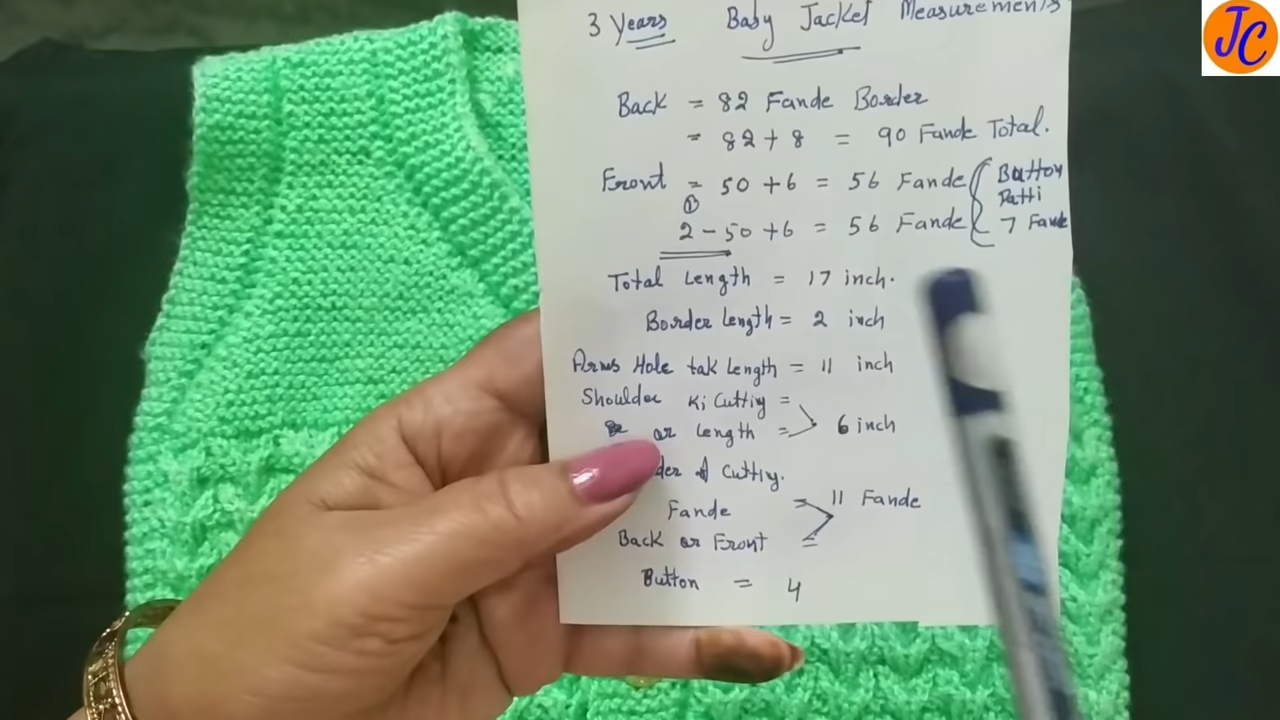 JC
3 Years Baby Jacket Measurements
Back = 82 Fande Border
= 82 + 8 = 90 Fande Total.
Front = 50 + 6 = 56 Fande
①
2 - 50 + 6 = 56 Fande
Button
Patti
7 Fande
Total Length = 17 inch.
Border Length = 2 inch
Arms Hole tak Length = 11 inch
Shoulder Ki Cutting =
or Length = 6 inch
Cutting.
Fande = 11 Fande
Back or Front =
Button = 4